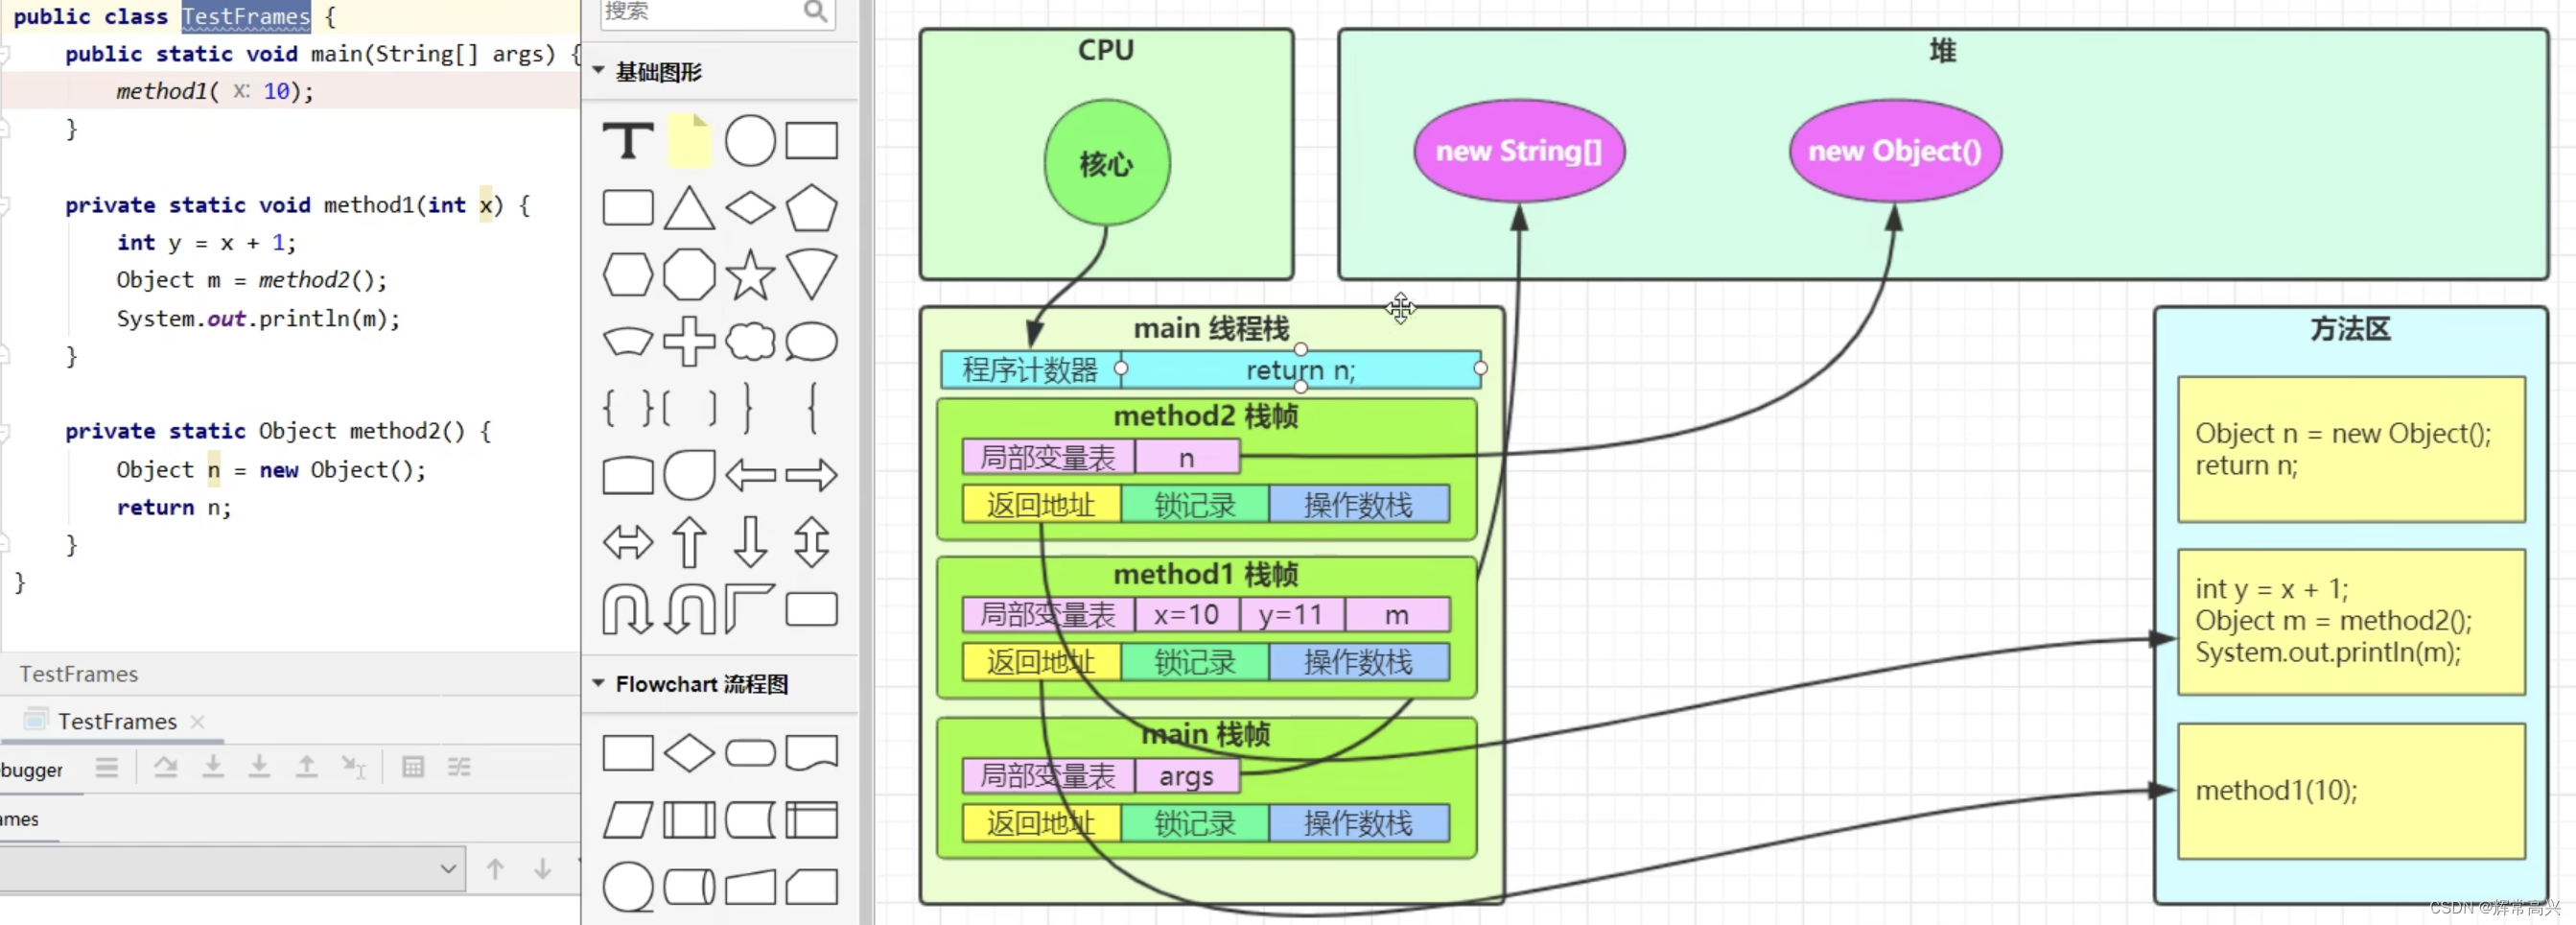 public class TestFrames {
public static void main(String[] args) {
method1( x: 10);
}
private static void method1(int x) {
int y = x + 1;
Object m = method2();
System.out.println(m);
}
private static Object method2() {
Object n = new Object();
return n;
}
}
TestFrames
TestFrames
bugger
ames
搜索
基础图形
Flowchart 流程图
CPU
核心
堆
new String[]
new Object()
main 线程栈
程序计数器
return n;
method2 栈帧
局部变量表
n
返回地址
锁记录
操作数栈
method1 栈帧
局部变量表
x=10
y=11
m
返回地址
锁记录
操作数栈
main 栈帧
局部变量表
args
返回地址
锁记录
操作数栈
方法区
Object n = new Object();
return n;
int y = x + 1;
Object m = method2();
System.out.println(m);
method1(10);
CSDN @辉常高兴